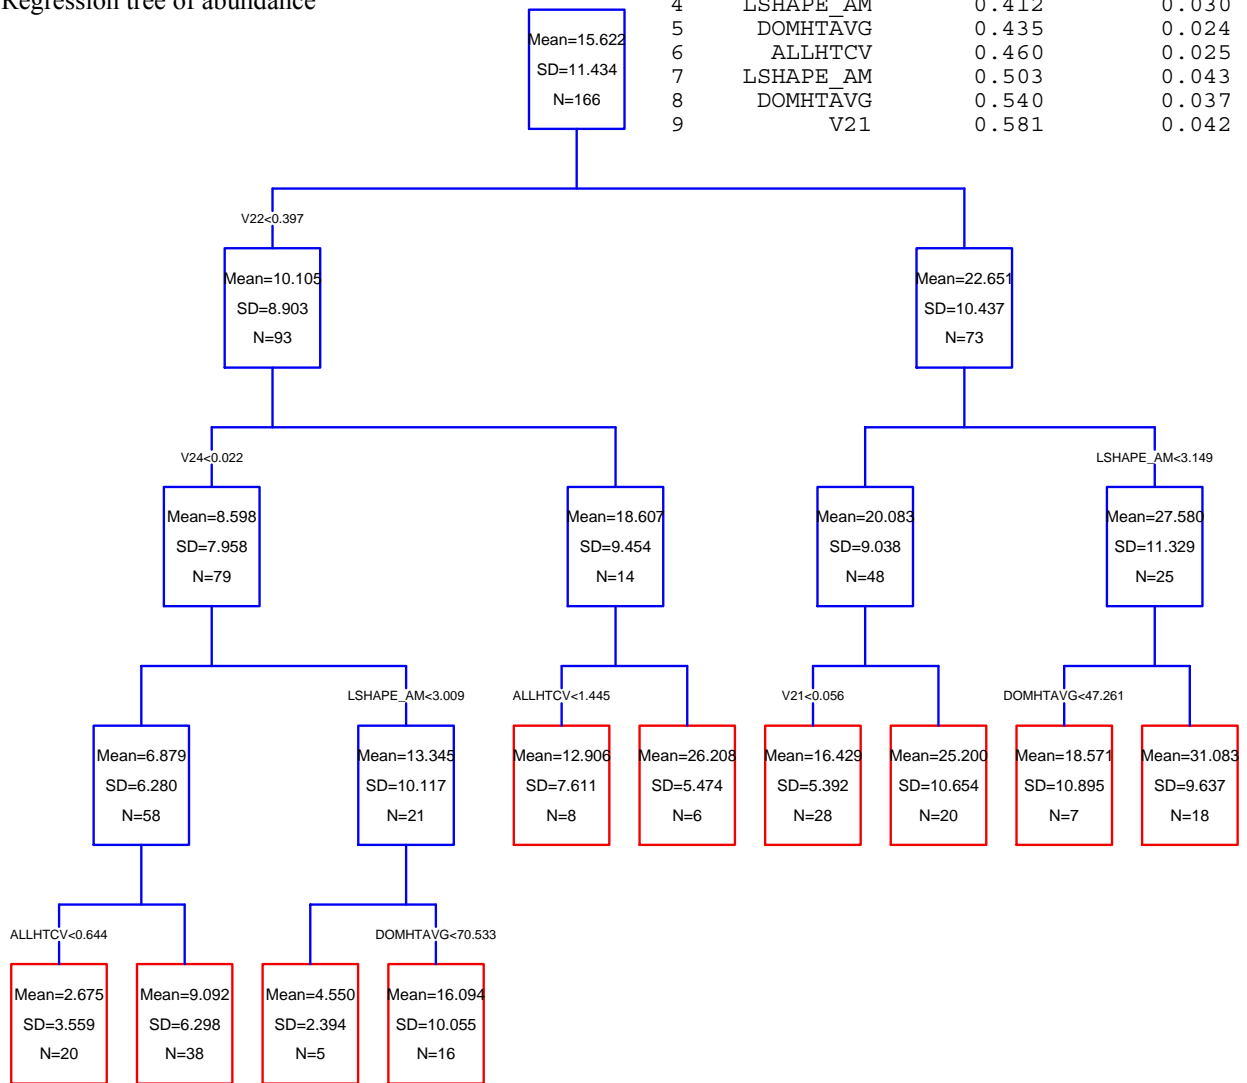 Regression tree of abundance
4 LSHAPE_AM 0.412 0.030
5 DOMHTAVG 0.435 0.024
6 ALLHTCV 0.460 0.025
7 LSHAPE_AM 0.503 0.043
8 DOMHTAVG 0.540 0.037
9 V21 0.581 0.042
Mean=15.622
SD=11.434
N=166
V22<0.397
Mean=10.105
SD=8.903
N=93
Mean=22.651
SD=10.437
N=73
V24<0.022
LSHAPE_AM<3.149
Mean=8.598
SD=7.958
N=79
Mean=18.607
SD=9.454
N=14
Mean=20.083
SD=9.038
N=48
Mean=27.580
SD=11.329
N=25
LSHAPE_AM<3.009
ALLHTCV<1.445
V21<0.056
DOMHTAVG<47.261
Mean=6.879
SD=6.280
N=58
Mean=13.345
SD=10.117
N=21
Mean=12.906
SD=7.611
N=8
Mean=26.208
SD=5.474
N=6
Mean=16.429
SD=5.392
N=28
Mean=25.200
SD=10.654
N=20
Mean=18.571
SD=10.895
N=7
Mean=31.083
SD=9.637
N=18
ALLHTCV<0.644
DOMHTAVG<70.533
Mean=2.675
SD=3.559
N=20
Mean=9.092
SD=6.298
N=38
Mean=4.550
SD=2.394
N=5
Mean=16.094
SD=10.055
N=16